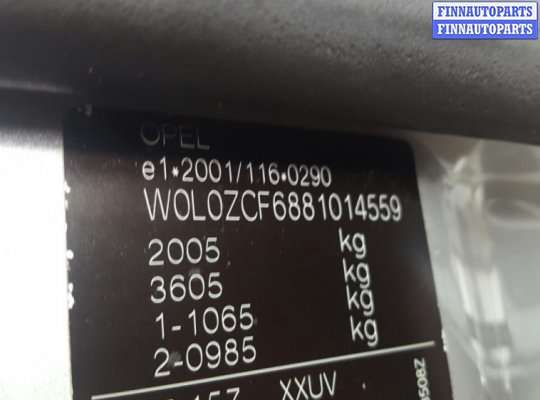 FINNAUTOPARTS
FINNAUTOPARTS
FINNAUTOPARTS
OPEL
e1*2001/116*0290
W0L0ZCF6881014559
2005 kg
3605 kg
1-1065 kg
2-0985 kg
XXUV